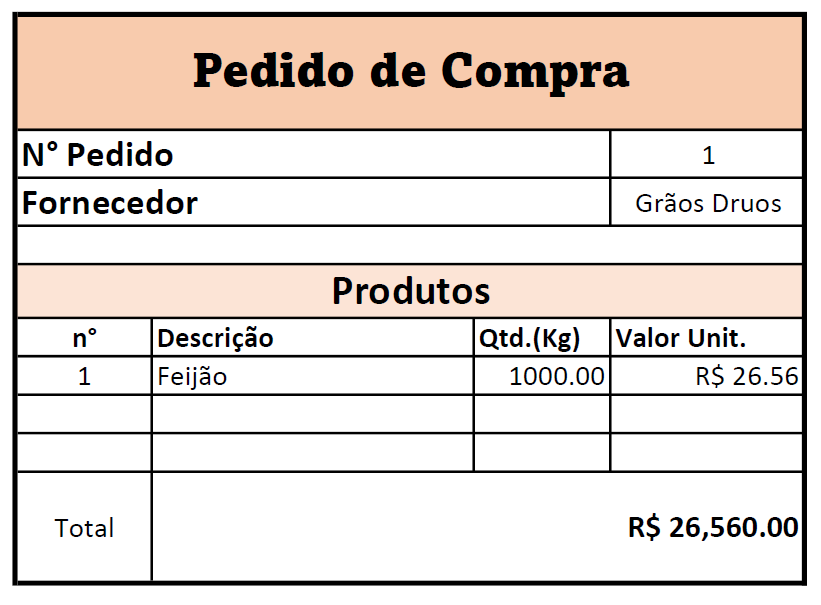 Pedido de Compra
N° Pedido 1
Fornecedor Grãos Druos
Produtos
n° Descrição Qtd.(Kg) Valor Unit.
1 Feijão 1000.00 R$ 26.56
Total R$ 26,560.00